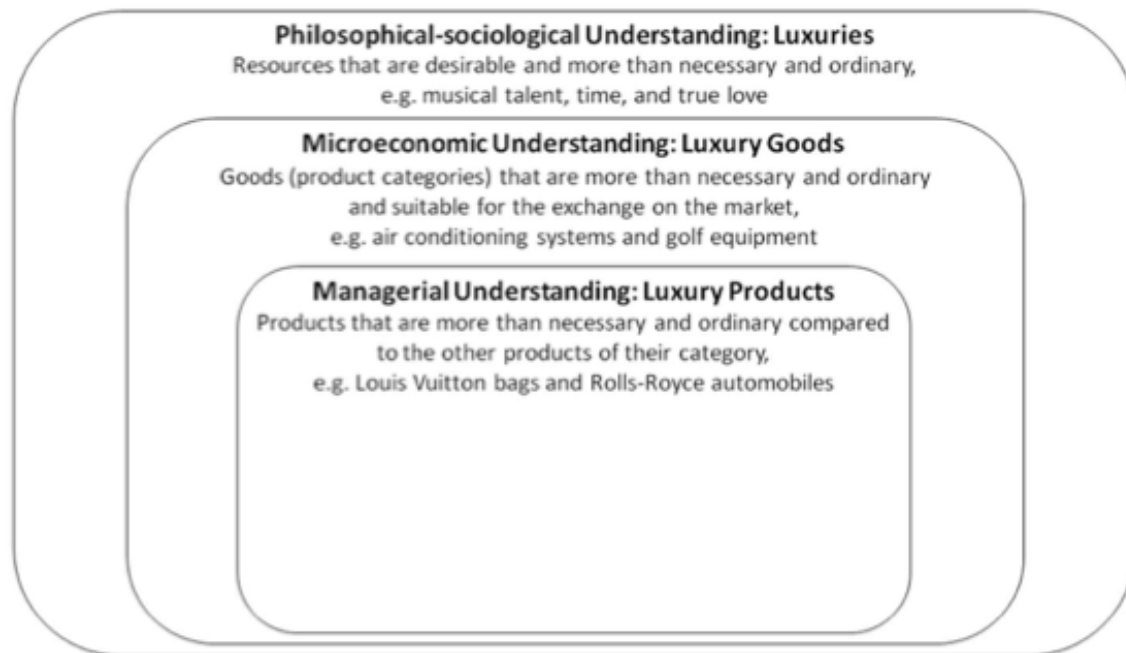 Philosophical-sociological Understanding: Luxuries
Resources that are desirable and more than necessary and ordinary,
e.g. musical talent, time, and true love
Microeconomic Understanding: Luxury Goods
Goods (product categories) that are more than necessary and ordinary
and suitable for the exchange on the market,
e.g. air conditioning systems and golf equipment
Managerial Understanding: Luxury Products
Products that are more than necessary and ordinary compared
to the other products of their category,
e.g. Louis Vuitton bags and Rolls-Royce automobiles